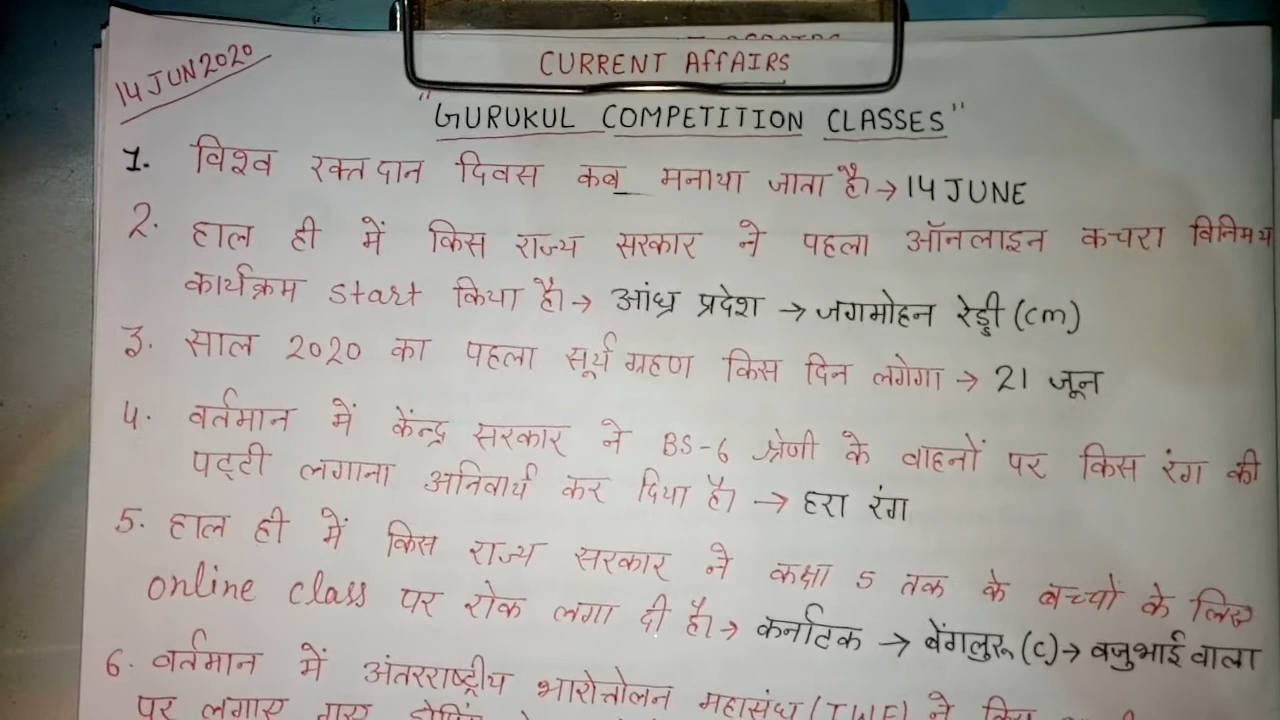 14 JUN 2020
CURRENT AFFAIRS
"GURUKUL COMPETITION CLASSES"
1. विश्व रक्तदान दिवस कब मनाया जाता है। → 14 JUNE
2. हाल ही में किस राज्य सरकार ने पहला ऑनलाइन कचरा विनिमय
कार्यक्रम start किया है। → आंध्र प्रदेश → जगमोहन रेड्डी (cm)
3. साल 2020 का पहला सूर्य ग्रहण किस दिन लगेगा → 21 जून
4. वर्तमान में केंन्द्र सरकार ने BS-6 श्रेणी के वाहनों पर किस रंग की
पट्टी लगाना अनिवार्य कर दिया है। → हरा रंग
5. हाल ही में किस राज्य सरकार ने कक्षा 5 तक के बच्चों के लिए
online class पर रोक लगा दी है। → कर्नाटक → बेंगलुरू (c) → वजुभाई वाला
6. वर्तमान में अंतरराष्ट्रीय भारोत्तोलन महासंघ (IWF) ने किस
पर लगाए गए